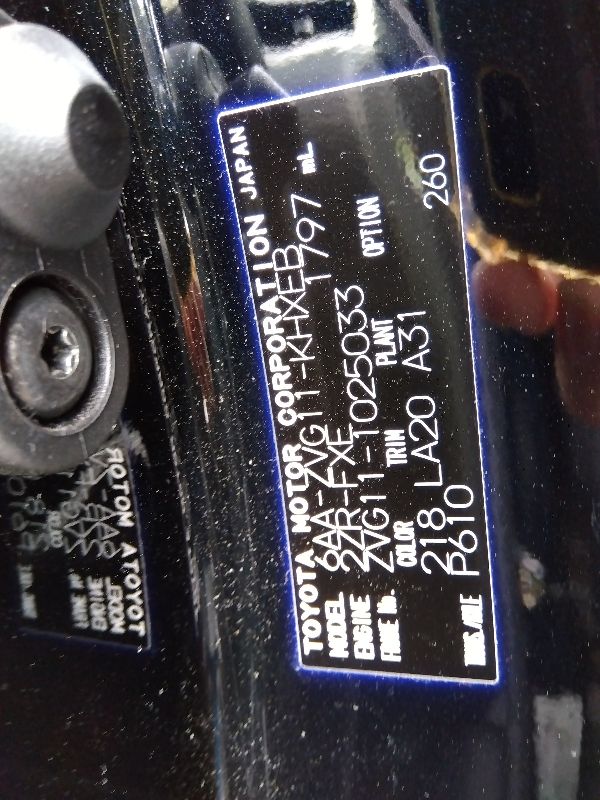 TOYOTA MOTOR CORPORATION JAPAN
MODEL 6AA-ZVG11-KHXEB
ENGINE 2ZR-FXE 1797 mL
FRAME No. ZVG11-1025033
COLOR TRIM PLANT OPTION
218 LA20 A31 260
TRANS./AXLE P610